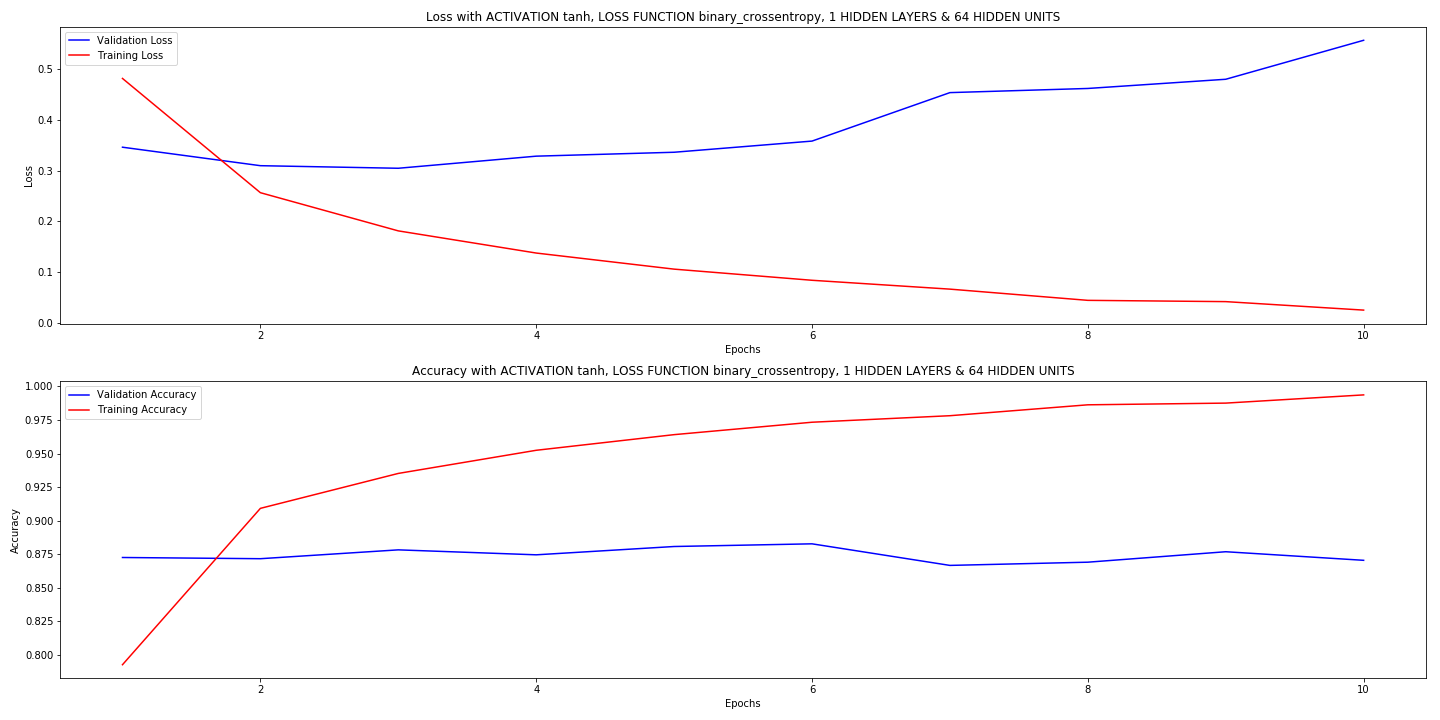 Loss with ACTIVATION tanh, LOSS FUNCTION binary_crossentropy, 1 HIDDEN LAYERS & 64 HIDDEN UNITS
Validation Loss
Training Loss
Loss
0.5
0.4
0.3
0.2
0.1
0.0
2 4 6 8 10
Epochs
Accuracy with ACTIVATION tanh, LOSS FUNCTION binary_crossentropy, 1 HIDDEN LAYERS & 64 HIDDEN UNITS
Validation Accuracy
Training Accuracy
Accuracy
1.000
0.975
0.950
0.925
0.900
0.875
0.850
0.825
0.800
2 4 6 8 10
Epochs